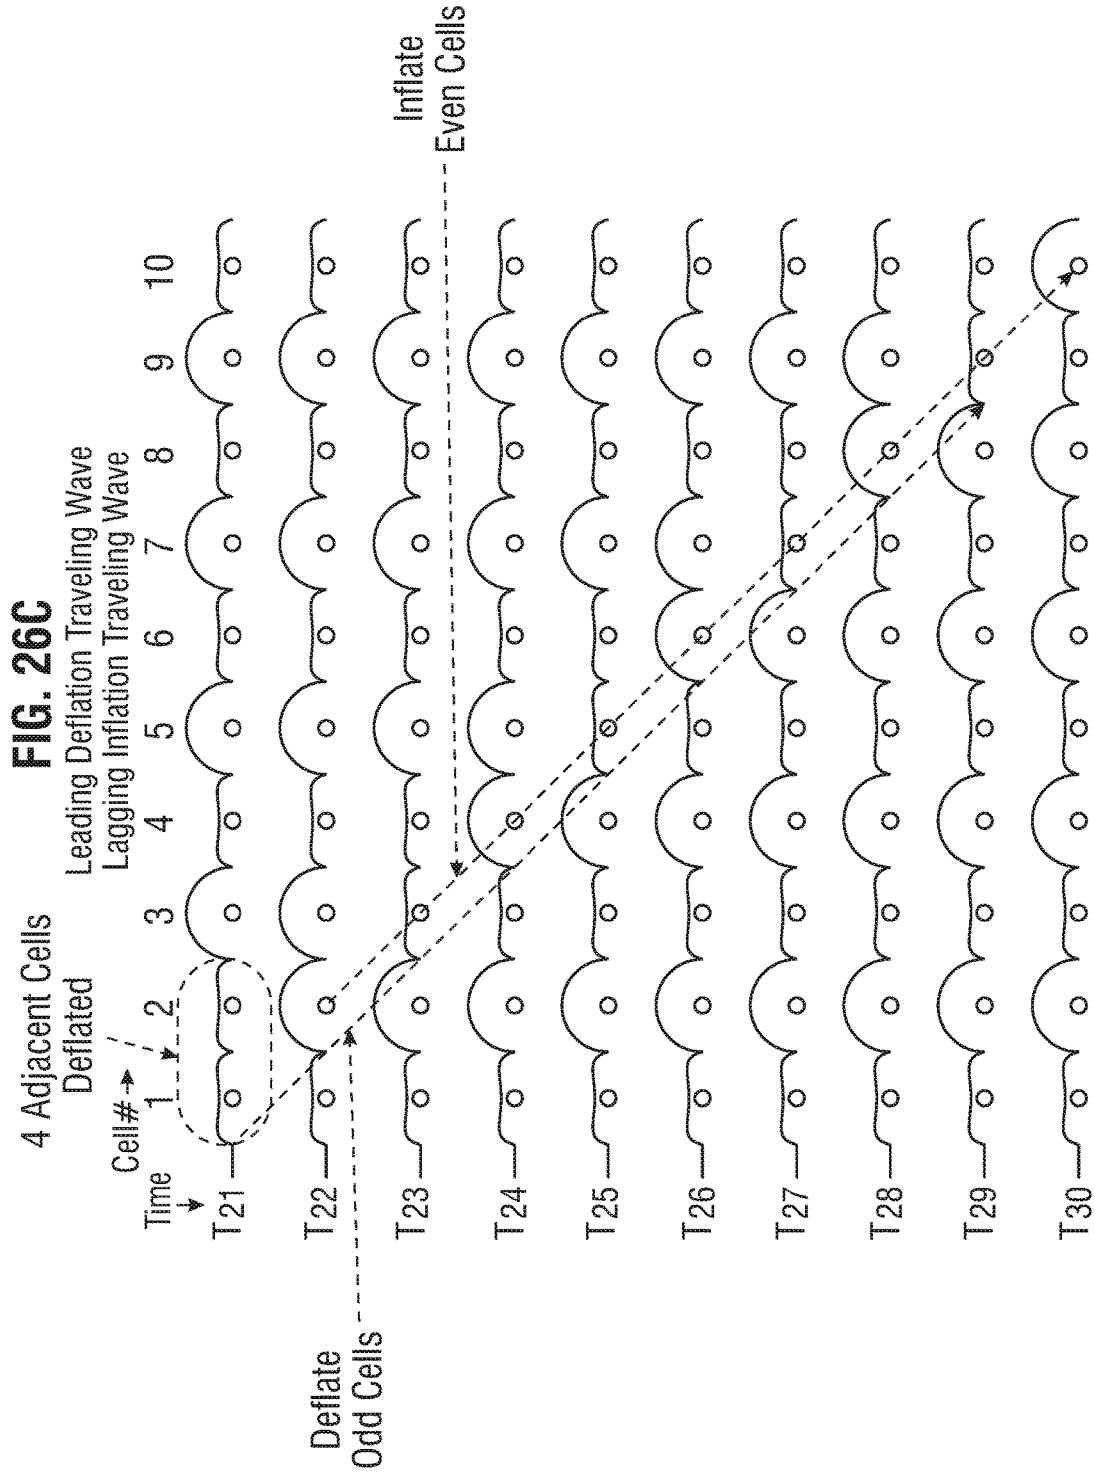 FIG. 26C
Leading Deflation Traveling Wave
Lagging Inflation Traveling Wave
4 Adjacent Cells
Deflated
Cell#
Time
1 2 3 4 5 6 7 8 9 10
T21
T22
T23
T24
T25
T26
T27
T28
T29
T30
Deflate
Odd Cells
Inflate
Even Cells